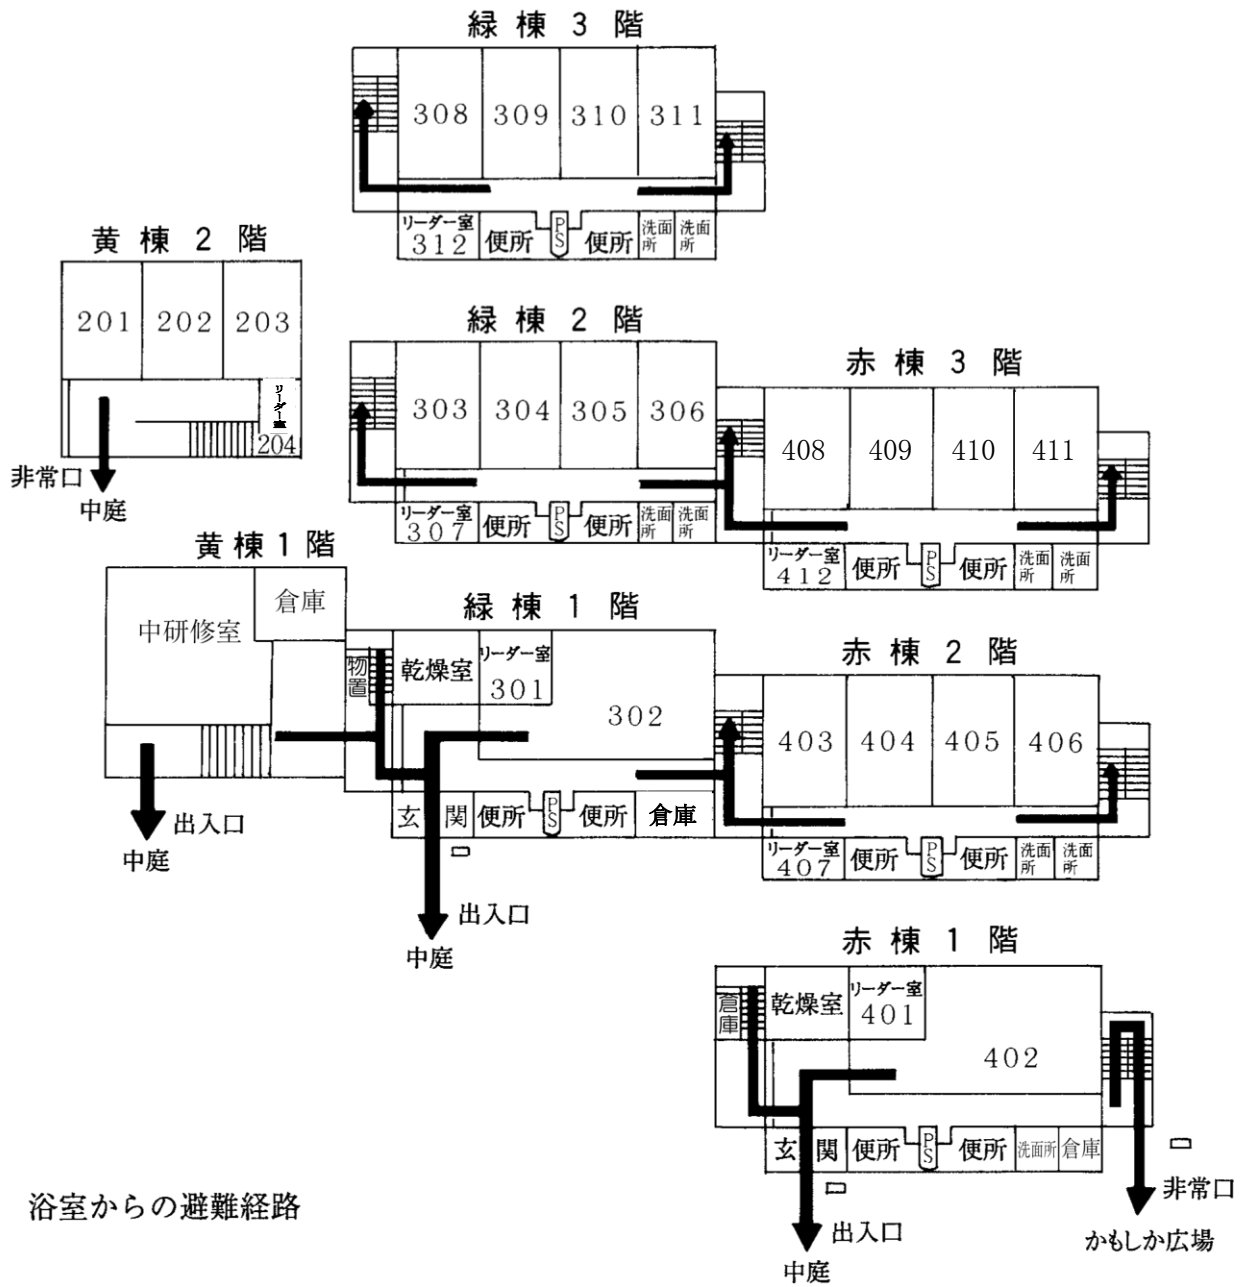 緑棟3階
308 309 310 311
リーダー室
312
便所
PS
便所
洗面所
洗面所
黄棟2階
201 202 203
リーダー室
204
非常口
中庭
緑棟2階
303 304 305 306
リーダー室
307
便所
PS
便所
洗面所
洗面所
赤棟3階
408 409 410 411
リーダー室
412
便所
PS
便所
洗面所
洗面所
黄棟1階
中研修室
倉庫
出入口
中庭
緑棟1階
物置
乾燥室
リーダー室
301
302
玄関
便所
PS
便所
倉庫
出入口
中庭
赤棟2階
403 404 405 406
リーダー室
407
便所
PS
便所
洗面所
洗面所
赤棟1階
倉庫
乾燥室
リーダー室
401
402
玄関
便所
PS
便所
洗面所
倉庫
出入口
中庭
非常口
かもしか広場
浴室からの避難経路